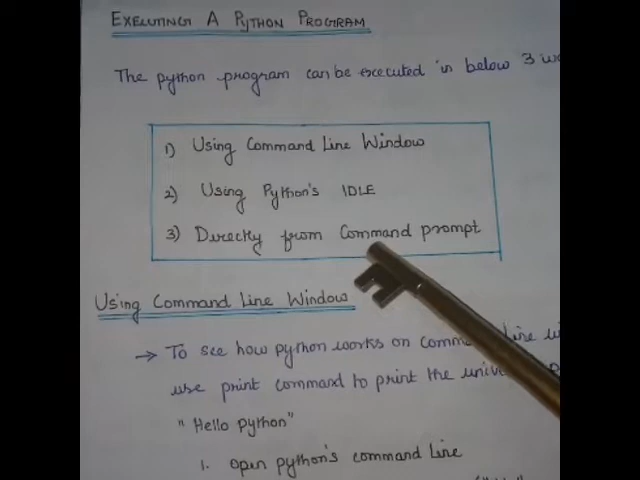 EXECUTING A PYTHON PROGRAM
The python program can be executed in below 3
1) Using Command Line Window
2) Using Python's IDLE
3) Directly from Command prompt
Using Command Line Window
→ To see how python works on
use print command to print the
"Hello python"
1. Open python's command line